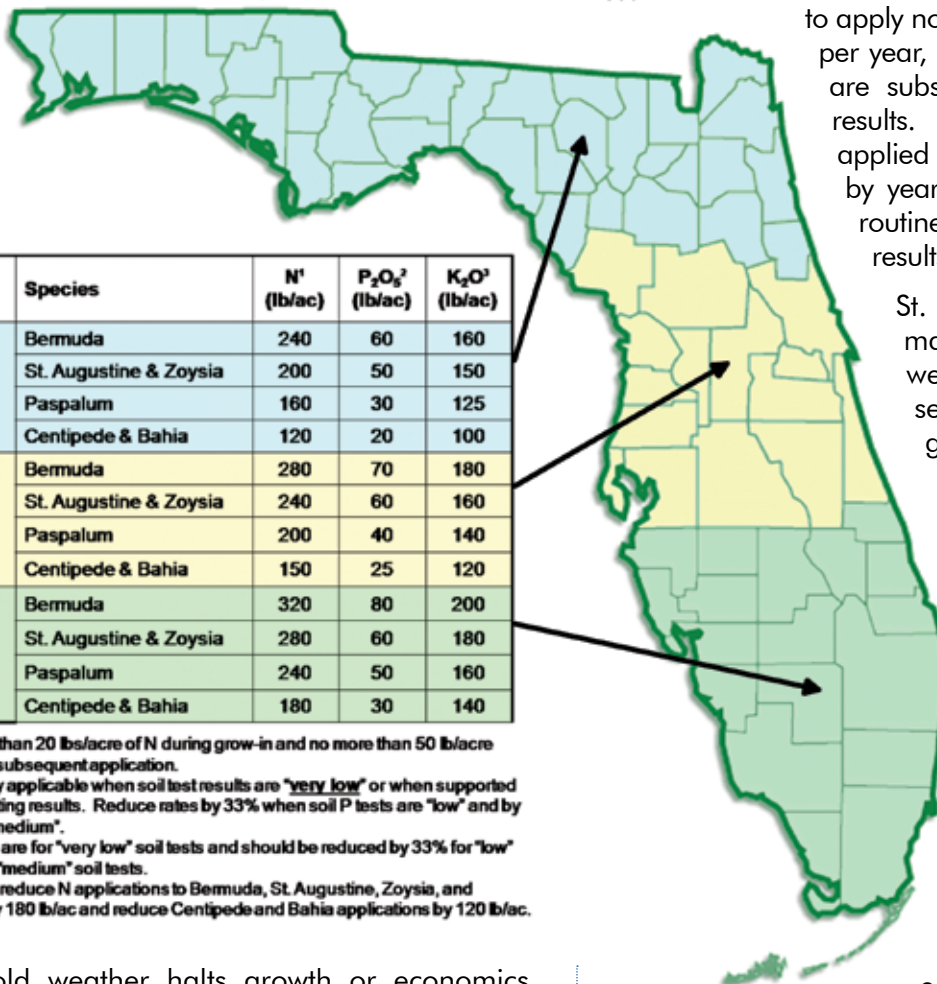 to apply no
per year,
are subs
results.
applied
by year
routine
result
St.
ma
we
se
g
Species N¹ (lb/ac) P₂O₅² (lb/ac) K₂O³ (lb/ac)
Bermuda 240 60 160
St. Augustine & Zoysia 200 50 150
Paspalum 160 30 125
Centipede & Bahia 120 20 100
Bermuda 280 70 180
St. Augustine & Zoysia 240 60 160
Paspalum 200 40 140
Centipede & Bahia 150 25 120
Bermuda 320 80 200
St. Augustine & Zoysia 280 60 180
Paspalum 240 50 160
Centipede & Bahia 180 30 140
than 20 lbs/acre of N during grow-in and no more than 50 lb/acre
subsequent application.
y applicable when soil test results are "very low" or when supported
ting results. Reduce rates by 33% when soil P tests are "low" and by
medium".
are for "very low" soil tests and should be reduced by 33% for "low"
"medium" soil tests.
reduce N applications to Bermuda, St. Augustine, Zoysia, and
y 180 lb/ac and reduce Centipede and Bahia applications by 120 lb/ac.
old weather halts growth or economics